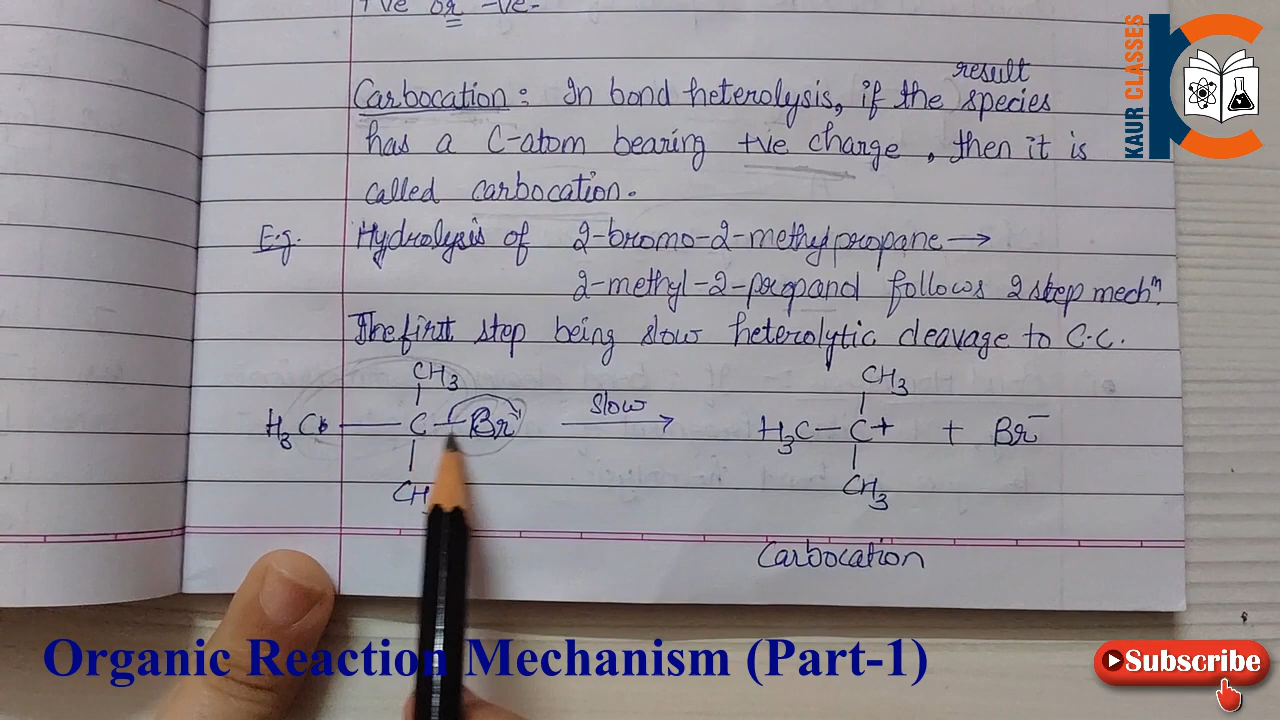 +ve or -ve-
result
Carbocation: In bond heterolysis, if the species
has a C-atom bearing +ve charge, then it is
called carbocation.
E.g. Hydrolysis of 2-bromo-2-methylpropane →
2-methyl-2-propanol follows 2 step mechⁿ.
The first step being slow heterolytic cleavage to C.C.
CH₃ CH₃
H₃C — C — Br slow → H₃C — C+ + Br⁻
CH CH₃
Carbocation
KAUR CLASSES
Organic Reaction Mechanism (Part-1)
Subscribe